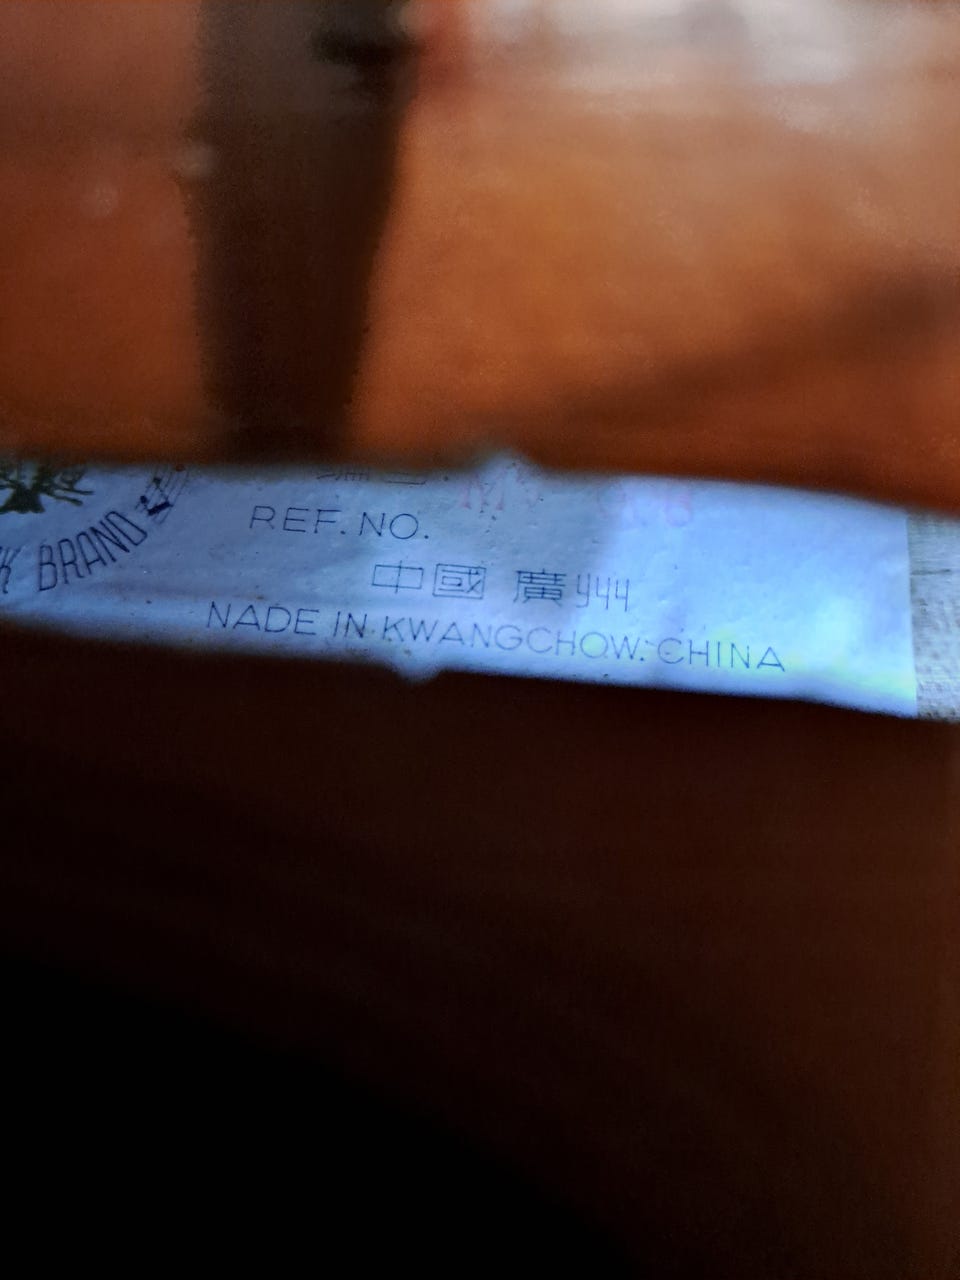 BRAND
REF. NO.
中國 廣州
NADE IN KWANGCHOW. CHINA